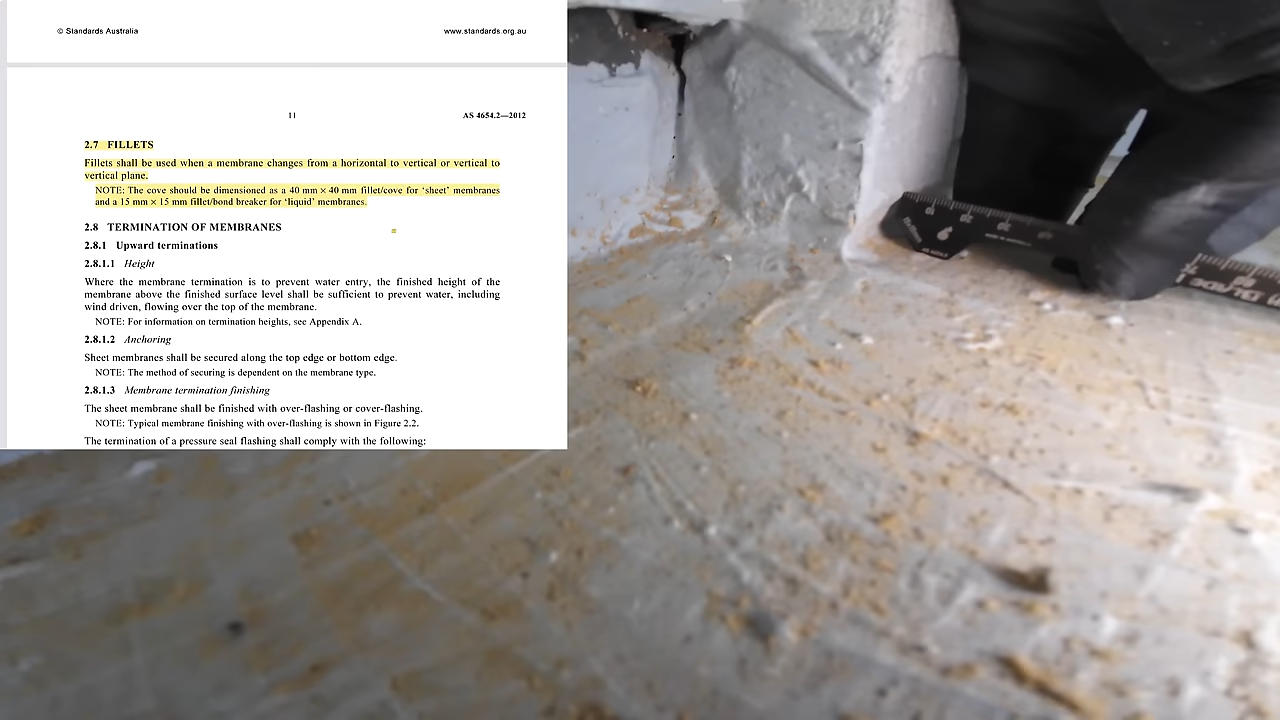 © Standards Australia
www.standards.org.au
11
AS 4654.2—2012
2.7 FILLETS
Fillets shall be used when a membrane changes from a horizontal to vertical or vertical to
vertical plane.
NOTE: The cove should be dimensioned as a 40 mm × 40 mm fillet/cove for ‘sheet’ membranes
and a 15 mm × 15 mm fillet/bond breaker for ‘liquid’ membranes.
2.8 TERMINATION OF MEMBRANES
2.8.1 Upward terminations
2.8.1.1 Height
Where the membrane termination is to prevent water entry, the finished height of the
membrane above the finished surface level shall be sufficient to prevent water, including
wind driven, flowing over the top of the membrane.
NOTE: For information on termination heights, see Appendix A.
2.8.1.2 Anchoring
Sheet membranes shall be secured along the top edge or bottom edge.
NOTE: The method of securing is dependent on the membrane type.
2.8.1.3 Membrane termination finishing
The sheet membrane shall be finished with over-flashing or cover-flashing.
NOTE: Typical membrane finishing with over-flashing is shown in Figure 2.2.
The termination of a pressure seal flashing shall comply with the following: